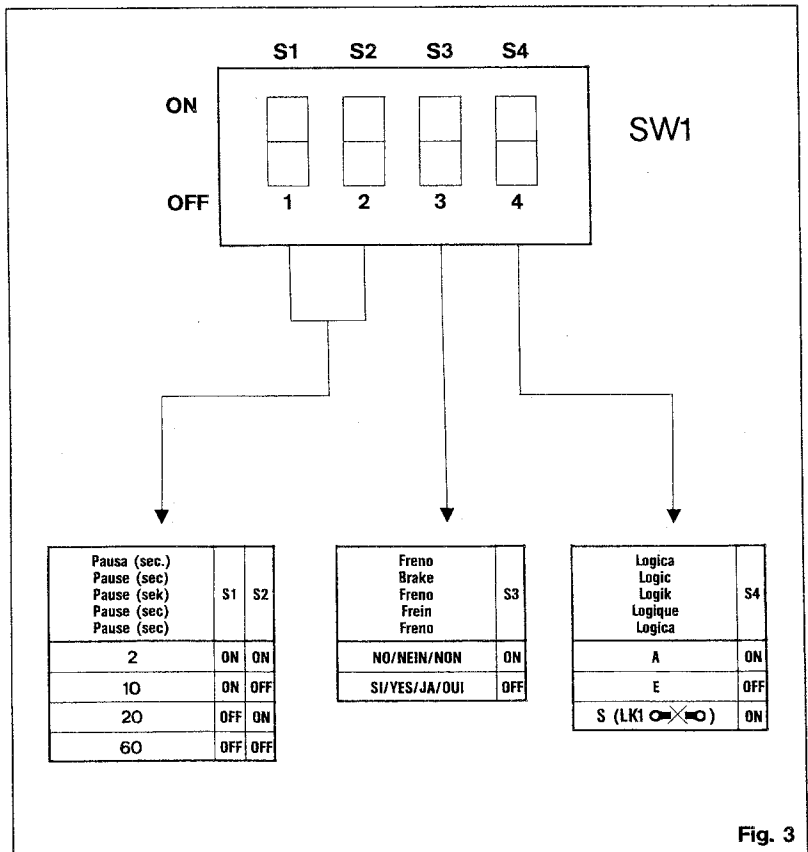 S1 S2 S3 S4
ON
SW1
OFF 1 2 3 4
Pausa (sec.)
Pause (sec)
Pause (sek) S1 S2
Pause (sec)
Pause (sec)
2 ON ON
10 ON OFF
20 OFF ON
60 OFF OFF
Freno
Brake
Freno S3
Frein
Freno
NO/NEIN/NON ON
SI/YES/JA/OUI OFF
Logica
Logic
Logik S4
Logique
Logica
A ON
E OFF
S (LK1 ) ON
Fig. 3